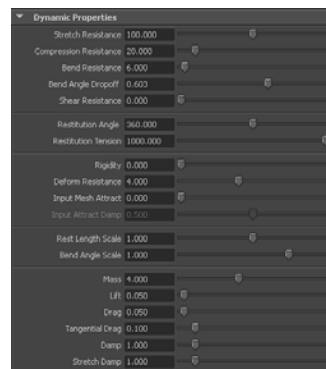 Dynamic Properties
Stretch Resistance 100.000
Compression Resistance 20.000
Bend Resistance 6.000
Bend Angle Dropoff 0.603
Shear Resistance 0.000
Restitution Angle 360.000
Restitution Tension 1000.000
Rigidity 0.000
Deform Resistance 4.000
Input Mesh Attract 0.000
Input Attract Damp 0.500
Rest Length Scale 1.000
Bend Angle Scale 1.000
Mass 4.000
Lift 0.050
Drag 0.050
Tangential Drag 0.100
Damp 1.000
Stretch Damp 1.000